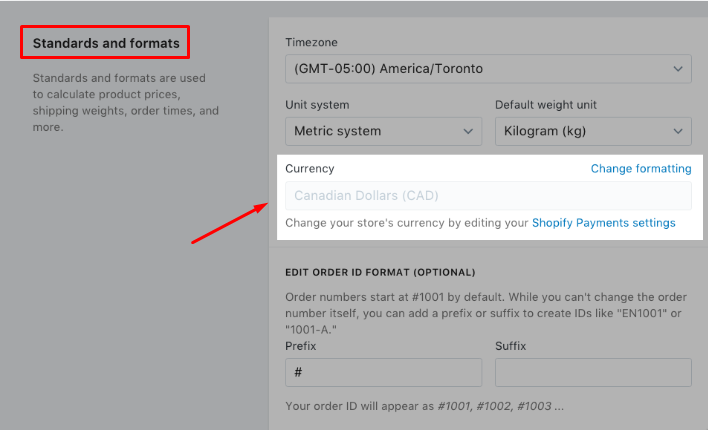 Standards and formats
Standards and formats are used
to calculate product prices,
shipping weights, order times, and
more.
Timezone
(GMT-05:00) America/Toronto
Unit system
Default weight unit
Metric system
Kilogram (kg)
Currency
Change formatting
Canadian Dollars (CAD)
Change your store's currency by editing your Shopify Payments settings
EDIT ORDER ID FORMAT (OPTIONAL)
Order numbers start at #1001 by default. While you can't change the order
number itself, you can add a prefix or suffix to create IDs like "EN1001" or
"1001-A."
Prefix
Suffix
#
Your order ID will appear as #1001, #1002, #1003 ...